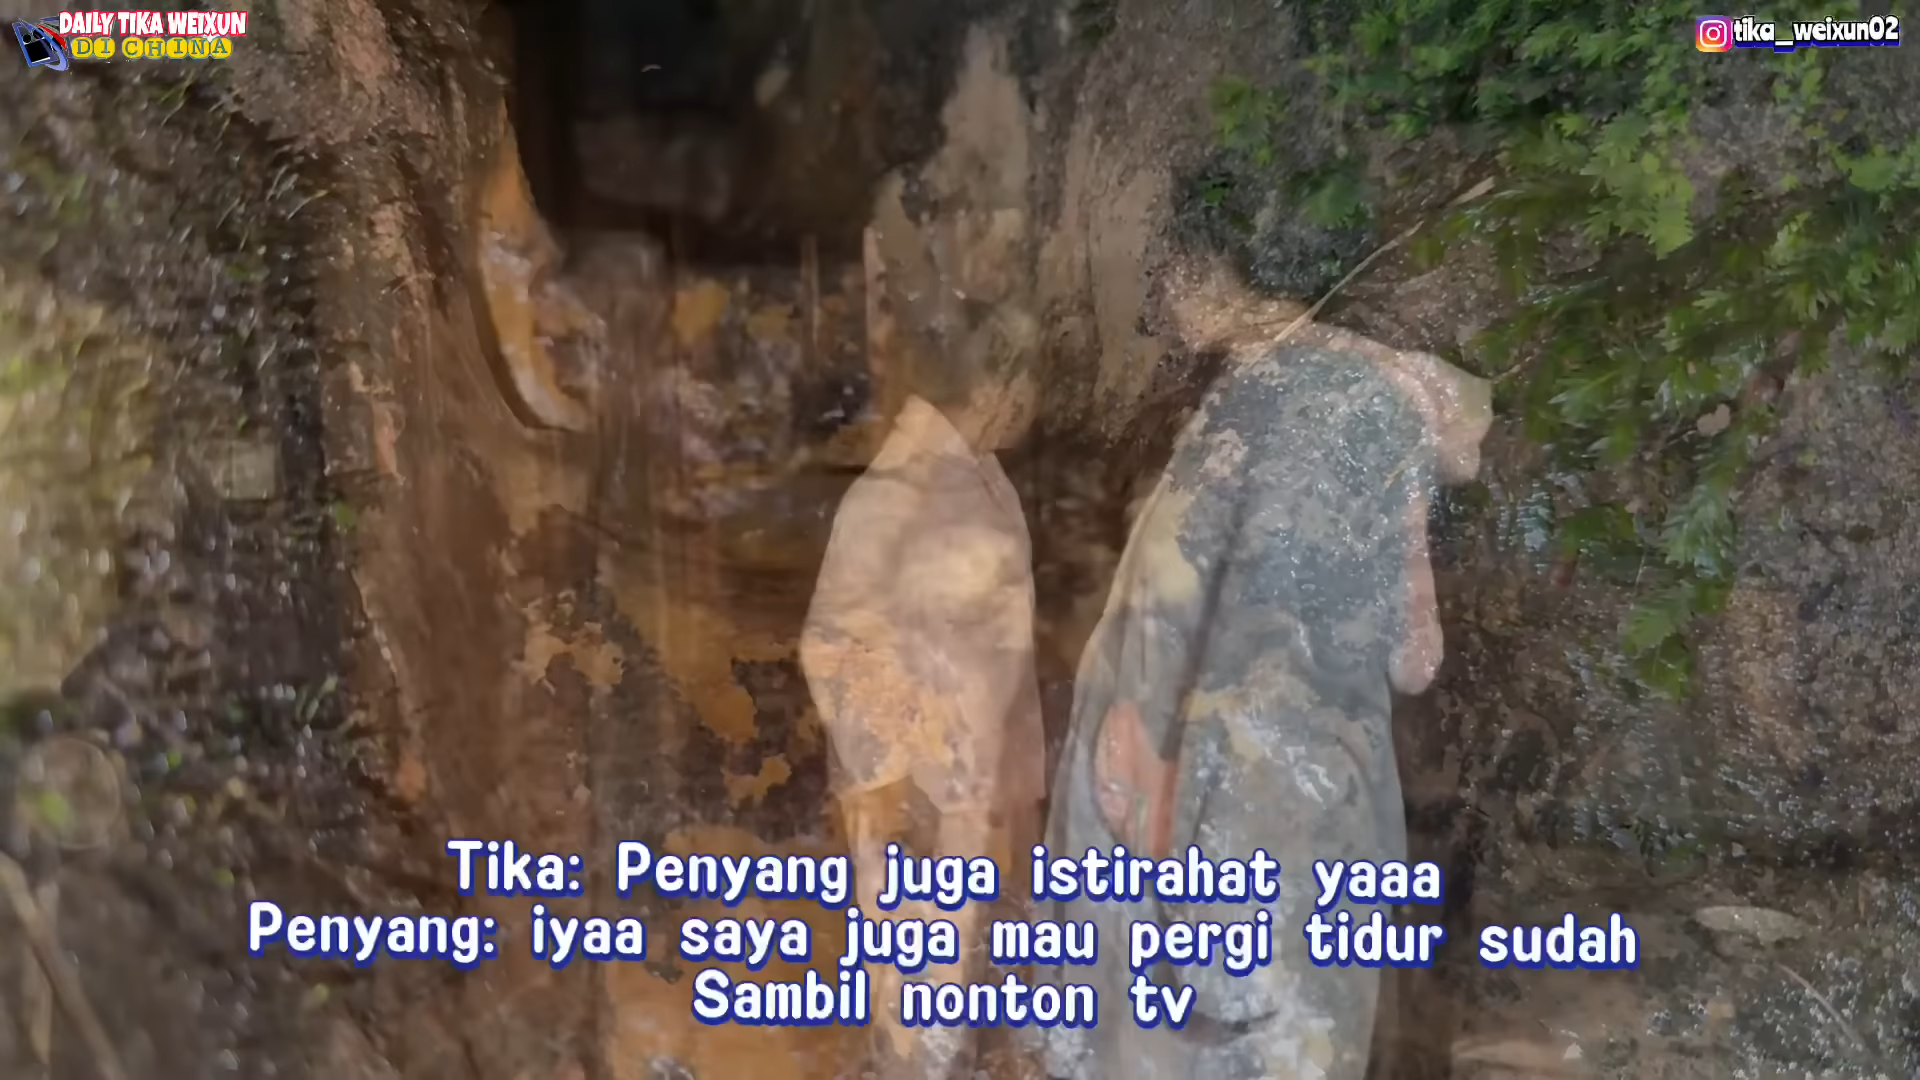 DAILY TIKA WEIXUN
DI CHINA
tika_weixun02
Tika: Penyang juga istirahat yaaa
Penyang: iyaa saya juga mau pergi tidur sudah
Sambil nonton tv